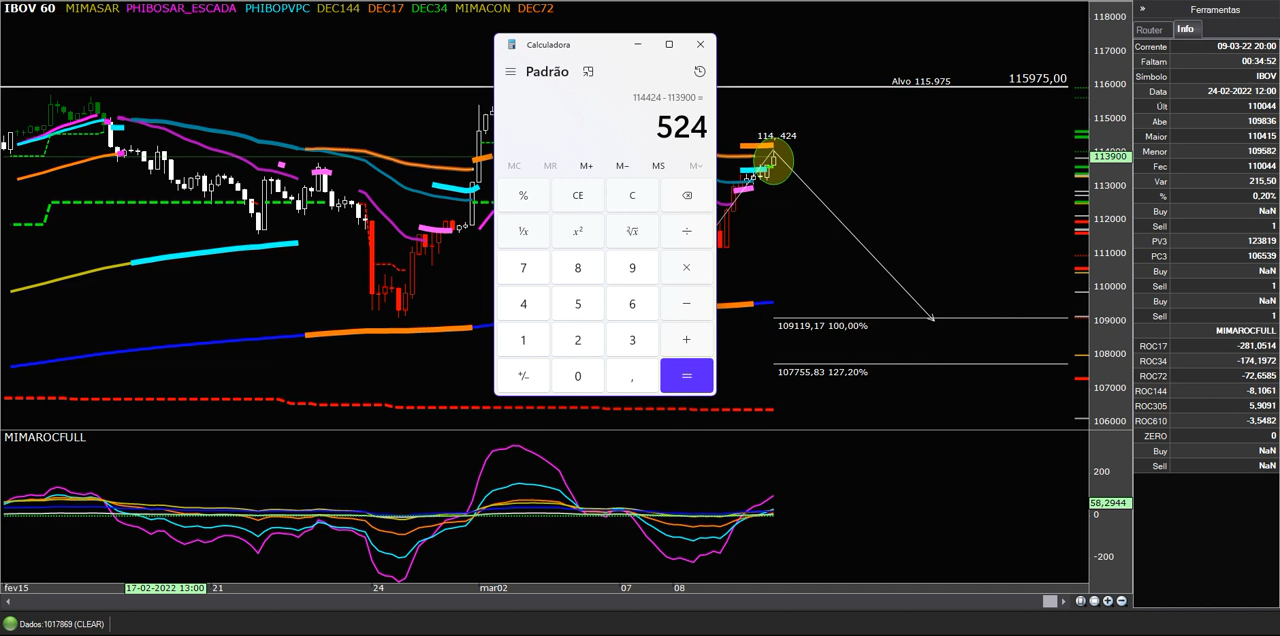 IBOV 60 MIMASAR PHIBOSAR_ESCADA PHIBOPVPC DEC144 DEC17 DEC34 MIMACON DEC72
Alvo 115.975
115975,00
114.424
109119,17 100,00%
107755,83 127,20%
118000
117000
116000
115000
114000
113900
113000
112000
111000
110000
109000
108000
107000
106000
Calculadora
Padrão
114424 - 113900 =
524
MC MR M+ M− MS M˅
% CE C ⌫
¹/x x² ²√x ÷
7 8 9 ×
4 5 6 −
1 2 3 +
+/− 0 , =
MIMAROCFULL
200
58,2944
0
-200
fev15 17-02-2022 13:00 21 24 mar02 07 08
Dados:1017869 (CLEAR)
» Ferramentas
Router Info
Corrente 09-03-22 20:00
Faltam 00:34:52
Símbolo IBOV
Data 24-02-2022 12:00
Últ 110044
Abe 109836
Maior 110415
Menor 109582
Fec 110044
Var 215,50
% 0,20%
Buy NaN
Sell 1
PV3 123819
PC3 106539
Buy NaN
Sell 1
Buy NaN
Sell 1
MIMAROCFULL
ROC17 -281,0514
ROC34 -174,1972
ROC72 -72,6585
ROC144 -8,1061
ROC305 5,9091
ROC610 -3,5482
ZERO 0
Buy NaN
Sell NaN